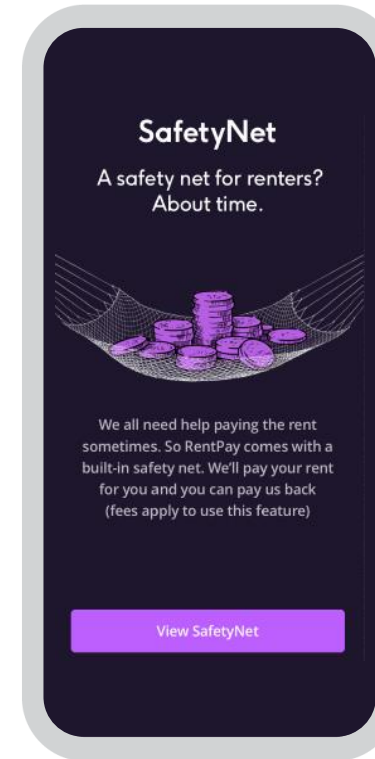 SafetyNet
A safety net for renters?
About time.
We all need help paying the rent
sometimes. So RentPay comes with a
built-in safety net. We'll pay your rent
for you and you can pay us back
(fees apply to use this feature)
View SafetyNet